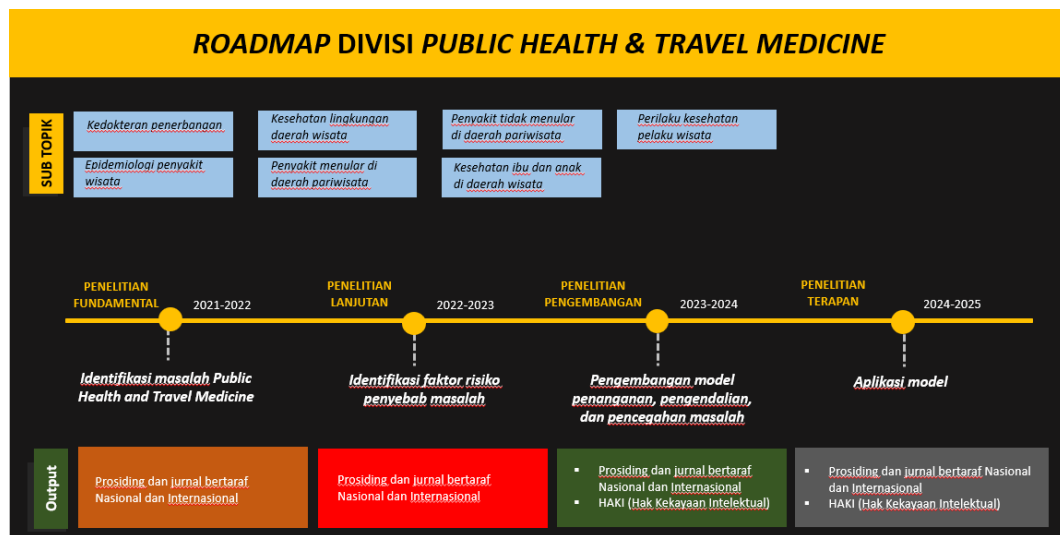 ROADMAP DIVISI PUBLIC HEALTH & TRAVEL MEDICINE
SUB TOPIK
Kedokteran penerbangan
Kesehatan lingkungan
daerah wisata
Penyakit tidak menular
di daerah pariwisata
Perilaku kesehatan
pelaku wisata
Epidemiologi penyakit
wisata
Penyakit menular di
daerah pariwisata
Kesehatan ibu dan anak
di daerah wisata
PENELITIAN
FUNDAMENTAL
2021-2022
PENELITIAN
LANJUTAN
2022-2023
PENELITIAN
PENGEMBANGAN
2023-2024
PENELITIAN
TERAPAN
2024-2025
Identifikasi masalah Public
Health and Travel Medicine
Identifikasi faktor risiko
penyebab masalah
Pengembangan model
penanganan, pengendalian,
dan pencegahan masalah
Aplikasi model
Output
Prosiding dan jurnal bertaraf
Nasional dan Internasional
Prosiding dan jurnal bertaraf
Nasional dan Internasional
▪ Prosiding dan jurnal bertaraf
Nasional dan Internasional
▪ HAKI (Hak Kekayaan Intelektual)
▪ Prosiding dan jurnal bertaraf Nasional
dan Internasional
▪ HAKI (Hak Kekayaan Intelektual)